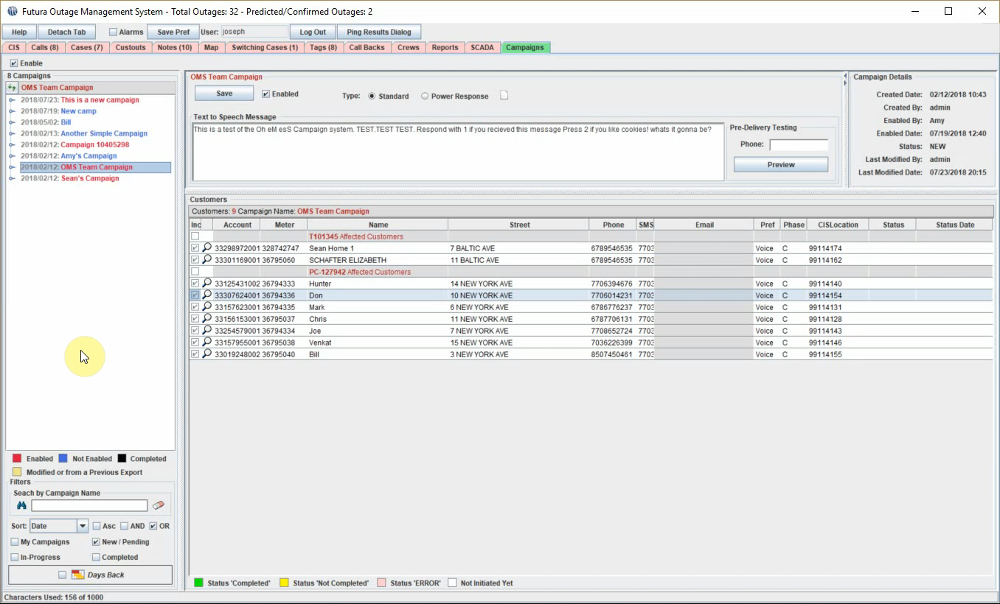 Futura Outage Management System - Total Outages: 32 - Predicted/Confirmed Outages: 2
Help Detach Tab Alarms Save Pref User: joseph Log Out Ping Results Dialog
CIS Calls (8) Cases (7) Custouts Notes (10) Map Switching Cases (1) Tags (8) Call Backs Crews Reports SCADA Campaigns
Enable
8 Campaigns
OMS Team Campaign
2018/07/23: This is a new campaign
2018/07/19: New camp
2018/05/02: Bill
2018/02/13: Another Simple Campaign
2018/02/12: Campaign 10405298
2018/02/12: Amy's Campaign
2018/02/12: OMS Team Campaign
2018/02/12: Sean's Campaign
Enabled Not Enabled Completed
Modified or from a Previous Export
Filters
Seach by Campaign Name
Sort: Date Asc AND OR
My Campaigns New / Pending
In-Progress Completed
Days Back
Characters Used: 156 of 1000
OMS Team Campaign
Save Enabled Type: Standard Power Response
Text to Speech Message
This is a test of the Oh eM esS Campaign system. TEST.TEST TEST. Respond with 1 if you recieved this message Press 2 if you like cookies! whats it gonna be?
Pre-Delivery Testing
Phone:
Preview
Campaign Details
Created Date: 02/12/2018 10:43
Created By: admin
Enabled By: Amy
Enabled Date: 07/19/2018 12:40
Status: NEW
Last Modified By: admin
Last Modified Date: 07/23/2018 20:15
Customers
Customers: 9 Campaign Name: OMS Team Campaign
Inc Account Meter Name Street Phone SMS Email Pref Phase CISLocation Status Status Date
T101345 Affected Customers
33298972001 328742747 Sean Home 1 7 BALTIC AVE 6789546535 7703 Voice C 99114174
33301169001 36795060 SCHAFTER ELIZABETH 11 BALTIC AVE 6789546535 7703 Voice C 99114162
PC-127942 Affected Customers
33125431002 36794333 Hunter 14 NEW YORK AVE 7706394676 7703 Voice C 99114140
33307624001 36794336 Don 10 NEW YORK AVE 7706014231 7703 Voice C 99114154
33157623001 36794335 Mark 6 NEW YORK AVE 6786776237 7703 Voice C 99114131
33156153001 36795037 Chris 11 NEW YORK AVE 6787706131 7703 Voice C 99114128
33254579001 36794334 Joe 7 NEW YORK AVE 7708652724 7703 Voice C 99114143
33157955001 36795038 Venkat 15 NEW YORK AVE 7036226399 7703 Voice C 99114146
33019248002 36795040 Bill 3 NEW YORK AVE 8507450461 7703 Voice C 99114155
Status 'Completed' Status 'Not Completed' Status 'ERROR' Not Initiated Yet